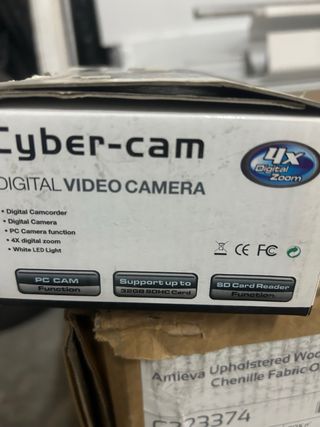 Cyber-cam
4X
Digital
Zoom
DIGITAL VIDEO CAMERA
• Digital Camcorder
• Digital Camera
• PC Camera function
• 4X digital zoom
• White LED Light
CE FC
PC CAM
Function
Support up to
32GB SDHC Card
SD Card Reader
Function
Amieva Upholstered
Chenille Fabric